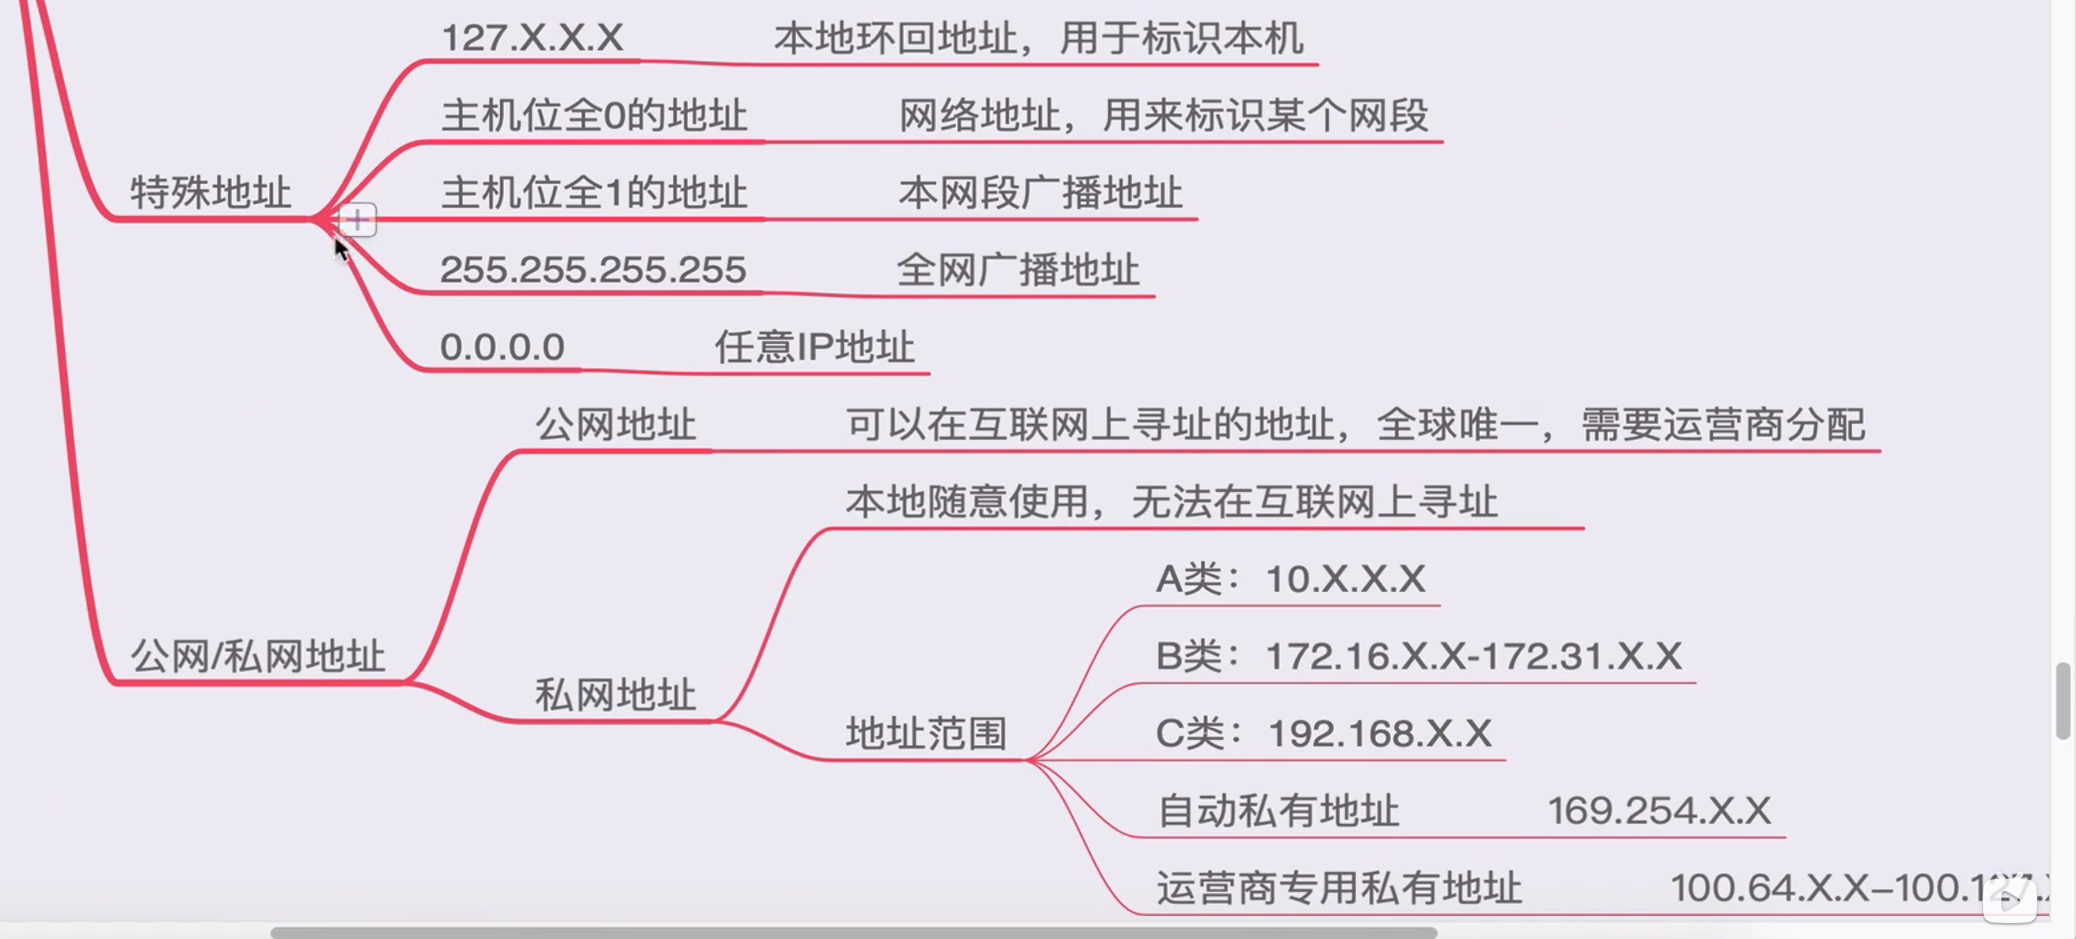 127.X.X.X 本地环回地址，用于标识本机
主机位全0的地址 网络地址，用来标识某个网段
特殊地址 主机位全1的地址 本网段广播地址
255.255.255.255 全网广播地址
0.0.0.0 任意IP地址
公网地址 可以在互联网上寻址的地址，全球唯一，需要运营商分配
本地随意使用，无法在互联网上寻址
A类：10.X.X.X
公网/私网地址 B类：172.16.X.X-172.31.X.X
私网地址
地址范围 C类：192.168.X.X
自动私有地址 169.254.X.X
运营商专用私有地址 100.64.X.X–100.127.